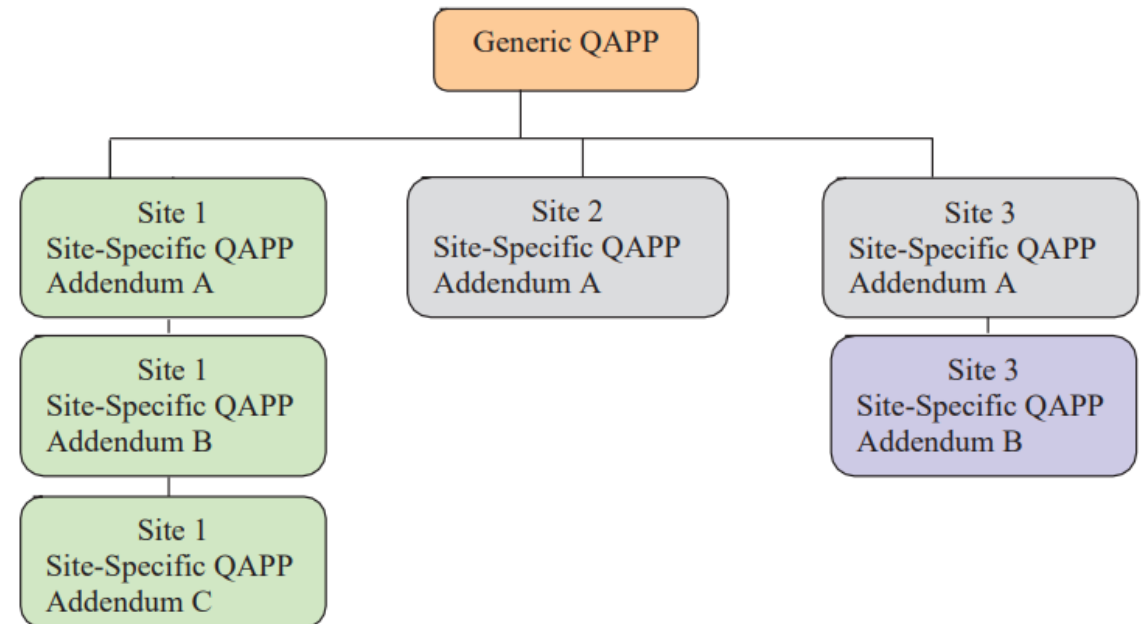 Generic QAPP
Site 1
Site-Specific QAPP
Addendum A
Site 2
Site-Specific QAPP
Addendum A
Site 3
Site-Specific QAPP
Addendum A
Site 1
Site-Specific QAPP
Addendum B
Site 3
Site-Specific QAPP
Addendum B
Site 1
Site-Specific QAPP
Addendum C